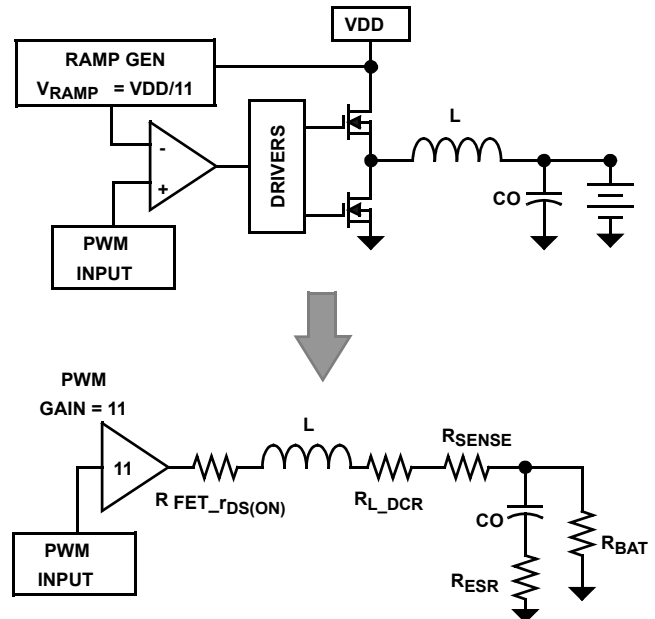 VDD
RAMP GEN
VRAMP = VDD/11
-
+
DRIVERS
L
CO
PWM
INPUT
PWM
GAIN = 11
11
R FET_rDS(ON)
L
RL_DCR
RSENSE
CO
RESR
RBAT
PWM
INPUT